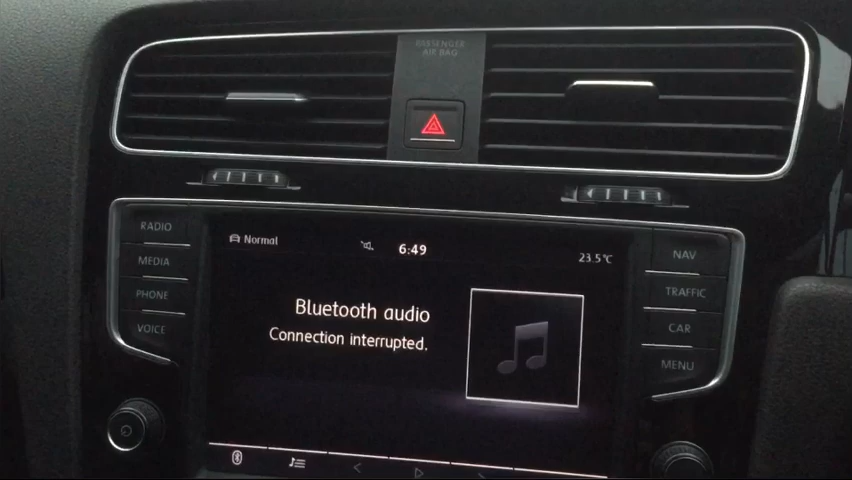 PASSENGER
AIR BAG
RADIO
MEDIA
PHONE
VOICE
Normal
6:49
23.5°C
Bluetooth audio
Connection interrupted.
NAV
TRAFFIC
CAR
MENU